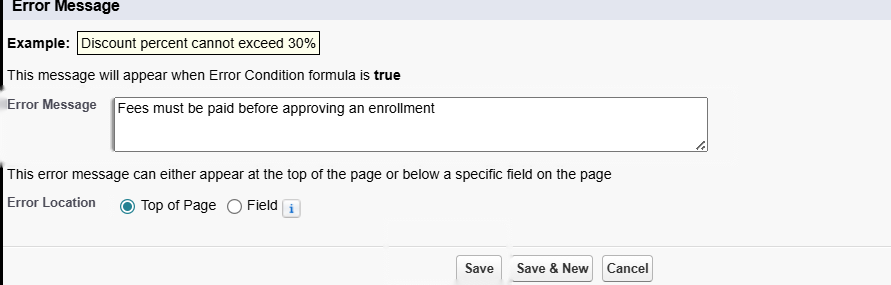 Error Message
Example: Discount percent cannot exceed 30%
This message will appear when Error Condition formula is true
Error Message
Fees must be paid before approving an enrollment
This error message can either appear at the top of the page or below a specific field on the page
Error Location Top of Page Field i
Save Save & New Cancel